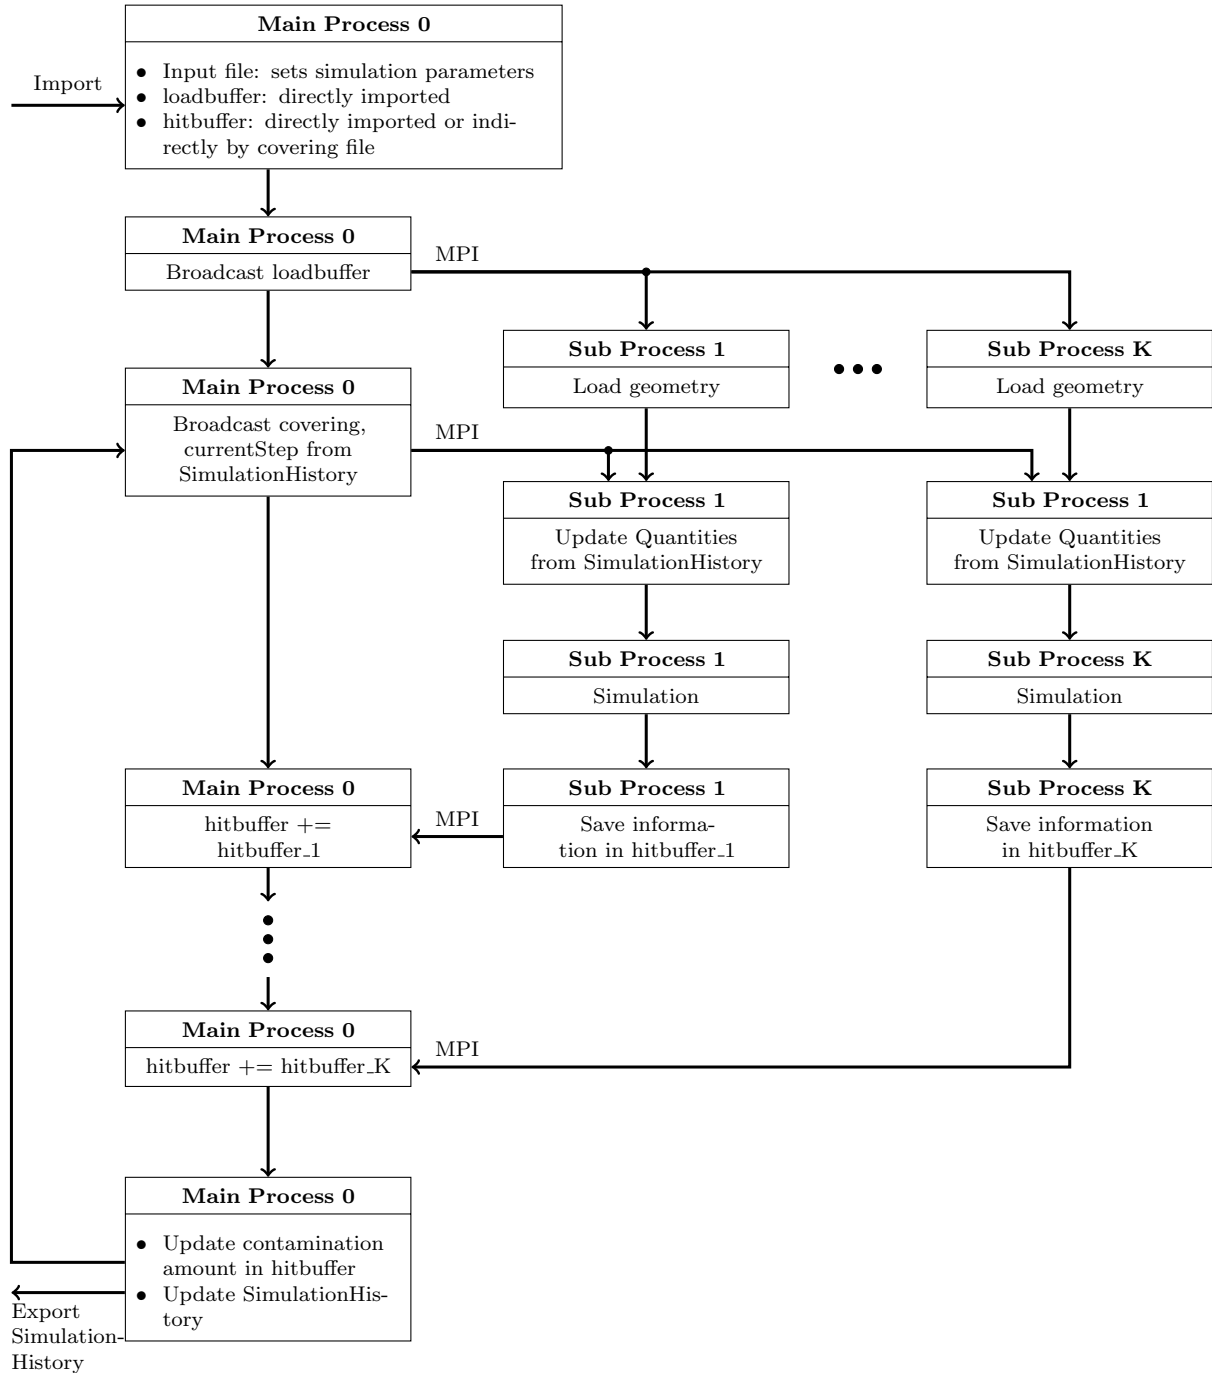 Main Process 0
Import
• Input file: sets simulation parameters
• loadbuffer: directly imported
• hitbuffer: directly imported or indi-
rectly by covering file
Main Process 0
Broadcast loadbuffer
MPI
Sub Process 1
Load geometry
Sub Process K
Load geometry
Main Process 0
Broadcast covering,
currentStep from
SimulationHistory
MPI
Sub Process 1
Update Quantities
from SimulationHistory
Sub Process 1
Update Quantities
from SimulationHistory
Sub Process 1
Simulation
Sub Process K
Simulation
Main Process 0
hitbuffer +=
hitbuffer_1
MPI
Sub Process 1
Save informa-
tion in hitbuffer_1
Sub Process K
Save information
in hitbuffer_K
Main Process 0
hitbuffer += hitbuffer_K
MPI
Main Process 0
• Update contamination
amount in hitbuffer
• Update SimulationHis-
tory
Export
Simulation-
History